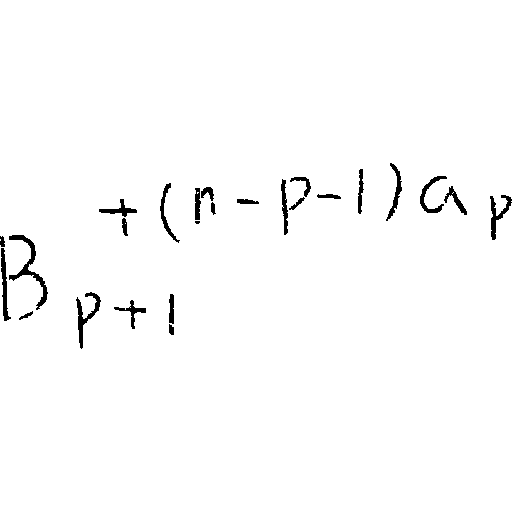 B_{p+1} + (n-p-1)a_p